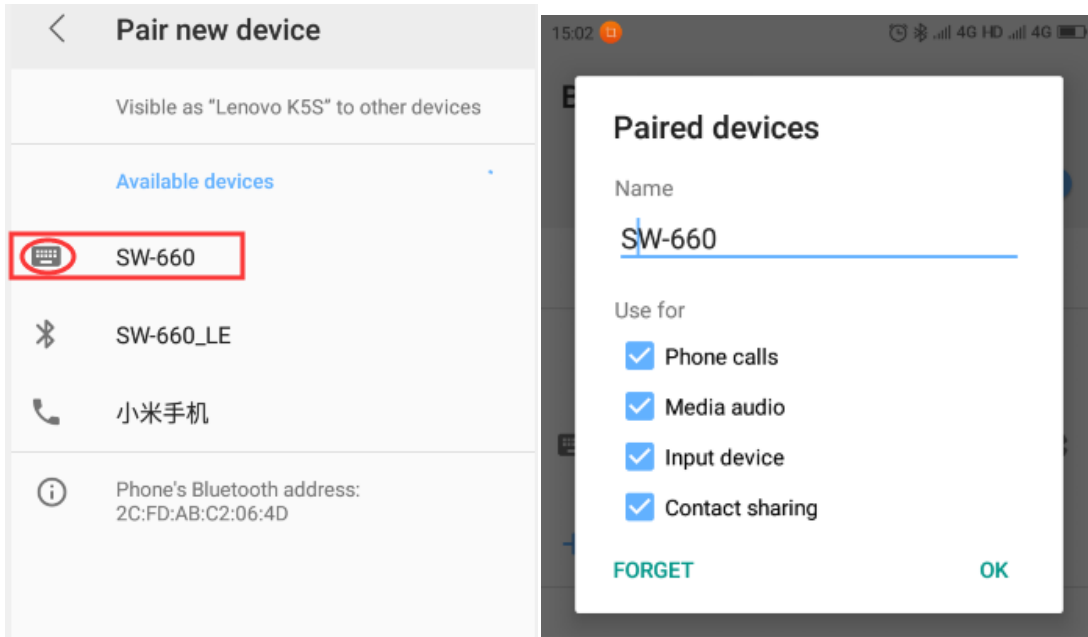 Pair new device
Visible as “Lenovo K5S” to other devices
Available devices
SW-660
SW-660_LE
小米手机
Phone's Bluetooth address:
2C:FD:AB:C2:06:4D
15:02
4G HD 4G
Paired devices
Name
SW-660
Use for
Phone calls
Media audio
Input device
Contact sharing
FORGET OK